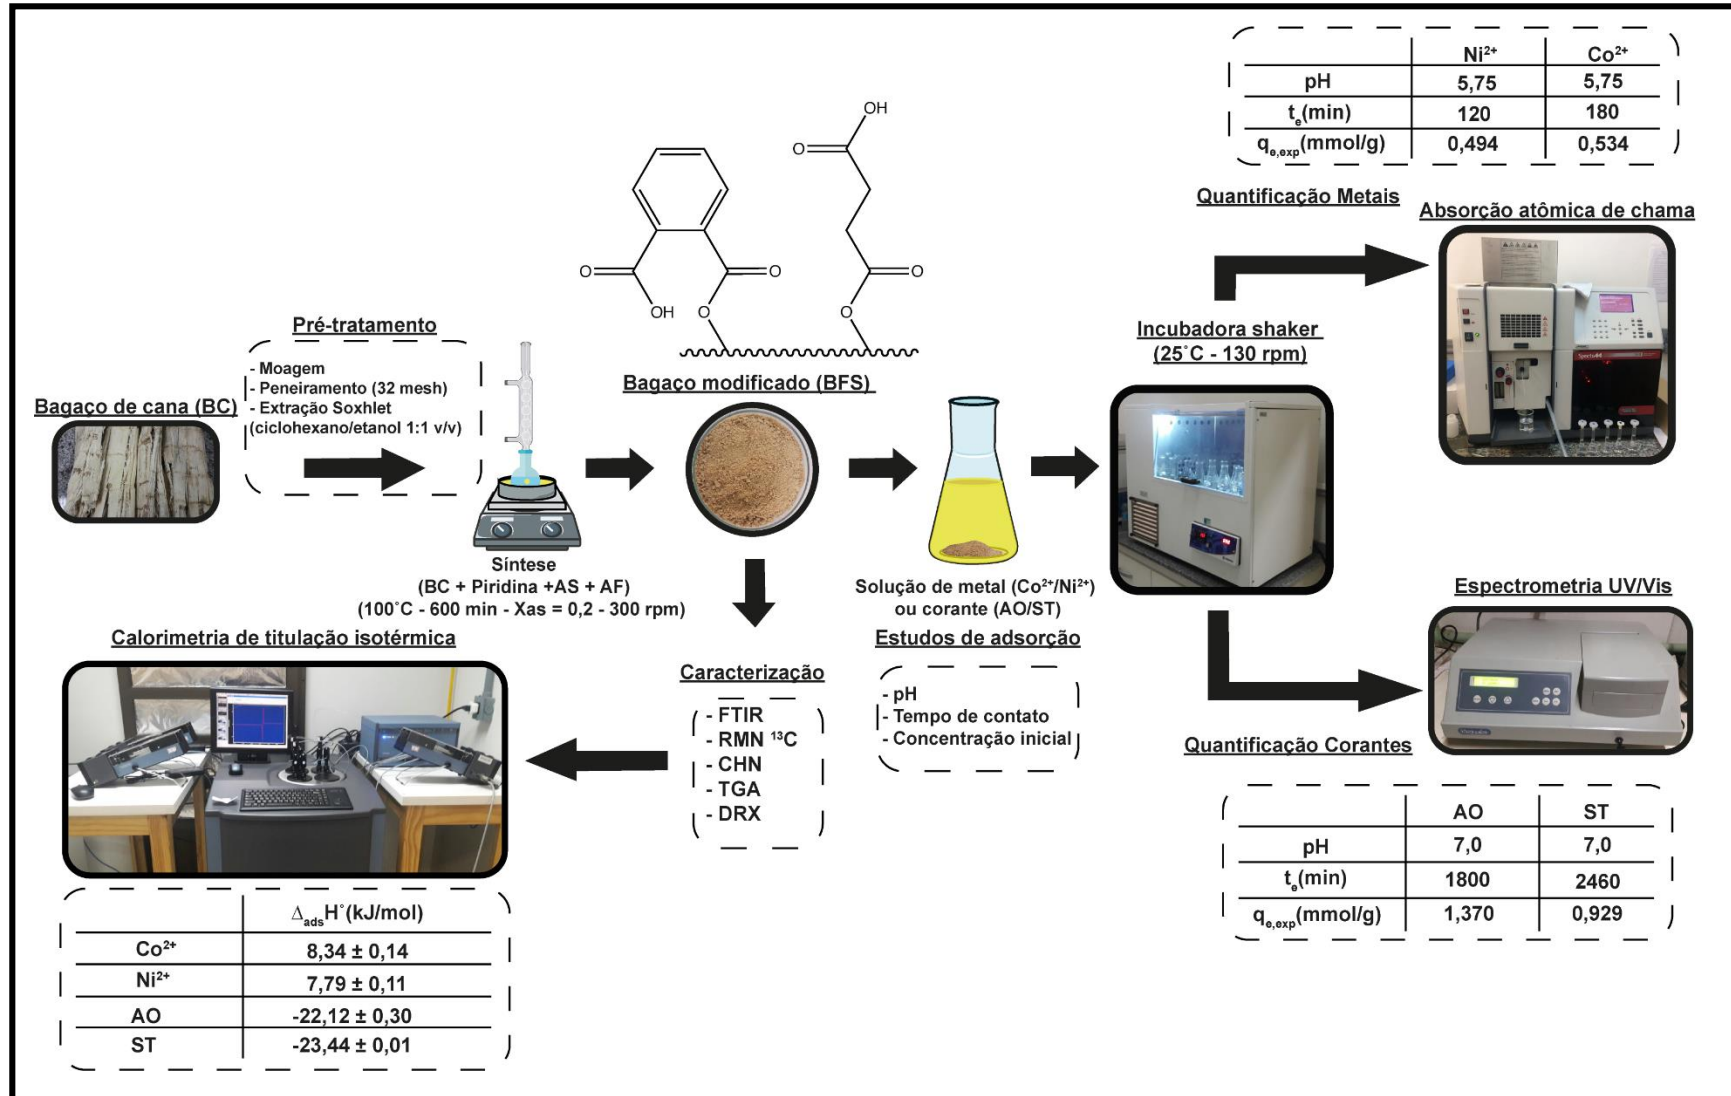 Bagaço de cana (BC)
Pré-tratamento
- Moagem
- Peneiramento (32 mesh)
- Extração Soxhlet
(ciclohexano/etanol 1:1 v/v)
Síntese
(BC + Piridina +AS + AF)
(100°C - 600 min - Xas = 0,2 - 300 rpm)
O
OH
O
O
OH
O
O
O
Bagaço modificado (BFS)
Caracterização
- FTIR
- RMN ¹³C
- CHN
- TGA
- DRX
Calorimetria de titulação isotérmica
ΔadsH°(kJ/mol)
Co²⁺ 8,34 ± 0,14
Ni²⁺ 7,79 ± 0,11
AO -22,12 ± 0,30
ST -23,44 ± 0,01
Solução de metal (Co²⁺/Ni²⁺)
ou corante (AO/ST)
Estudos de adsorção
- pH
- Tempo de contato
- Concentração inicial
Incubadora shaker
(25°C - 130 rpm)
Quantificação Metais
Ni²⁺ Co²⁺
pH 5,75 5,75
te(min) 120 180
qe,exp(mmol/g) 0,494 0,534
Absorção atômica de chama
Espectrometria UV/Vis
Quantificação Corantes
AO ST
pH 7,0 7,0
te(min) 1800 2460
qe,exp(mmol/g) 1,370 0,929